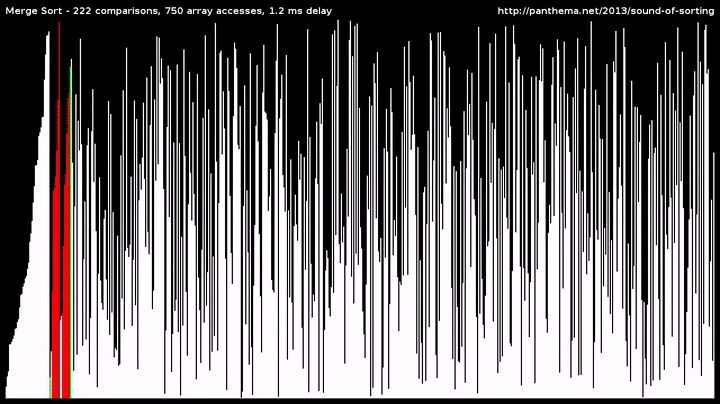 Merge Sort - 222 comparisons, 750 array accesses, 1.2 ms delay
http://panthema.net/2013/sound-of-sorting